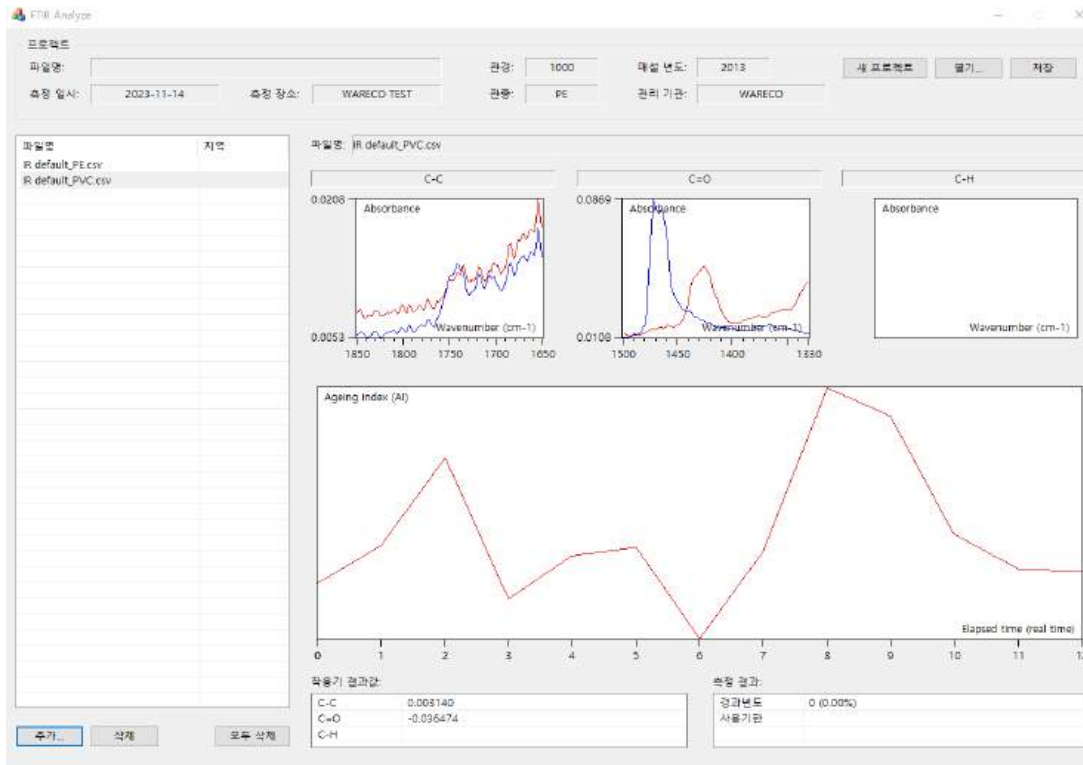 FTIR Analyze
프로젝트
파일명: 관경: 1000 매설 년도: 2013 새 프로젝트 열기... 저장
측정 일시: 2023-11-14 측정 장소: WARECO TEST 관종: PE 관리 기관: WARECO
파일명 지역
IR default_PE.csv
IR default_PVC.csv
파일명: IR default_PVC.csv
C-C C=O C-H
0.0208 Absorbance 0.0869 Absorbance Absorbance
0.0053 Wavenumber (cm-1) 0.0108 Wavenumber (cm-1) Wavenumber (cm-1)
1850 1800 1750 1700 1650 1500 1450 1400 1330
Ageing Index (AI)
Elapsed time (real time)
0 1 2 3 4 5 6 7 8 9 10 11
작용기 결과값: 측정 결과:
C-C 0.003140 경과년도 0 (0.00%)
C=O -0.036474 사용기한
C-H
추가... 삭제 모두 삭제